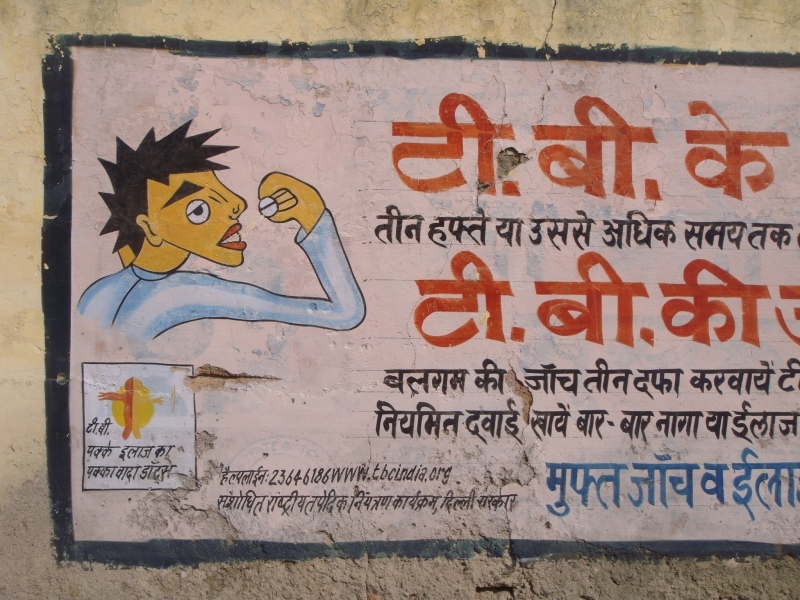 टी. बी. के
तीन हफ्ते या उससे अधिक समय तक
टी. बी. की
बलगम की जाँच तीन दफा करवायें टी
नियमित दवाई खायें बार-बार नागा या ईलाज
मुफ्त जाँच व ईला
टी.बी.
पक्के इलाज का
पक्का वादा डॉट्स
हैल्पलाईन: 23646186 WWW.tbcindia.org
संशोधित राष्ट्रीय तपेदिक नियंत्रण कार्यक्रम, दिल्ली सरकार